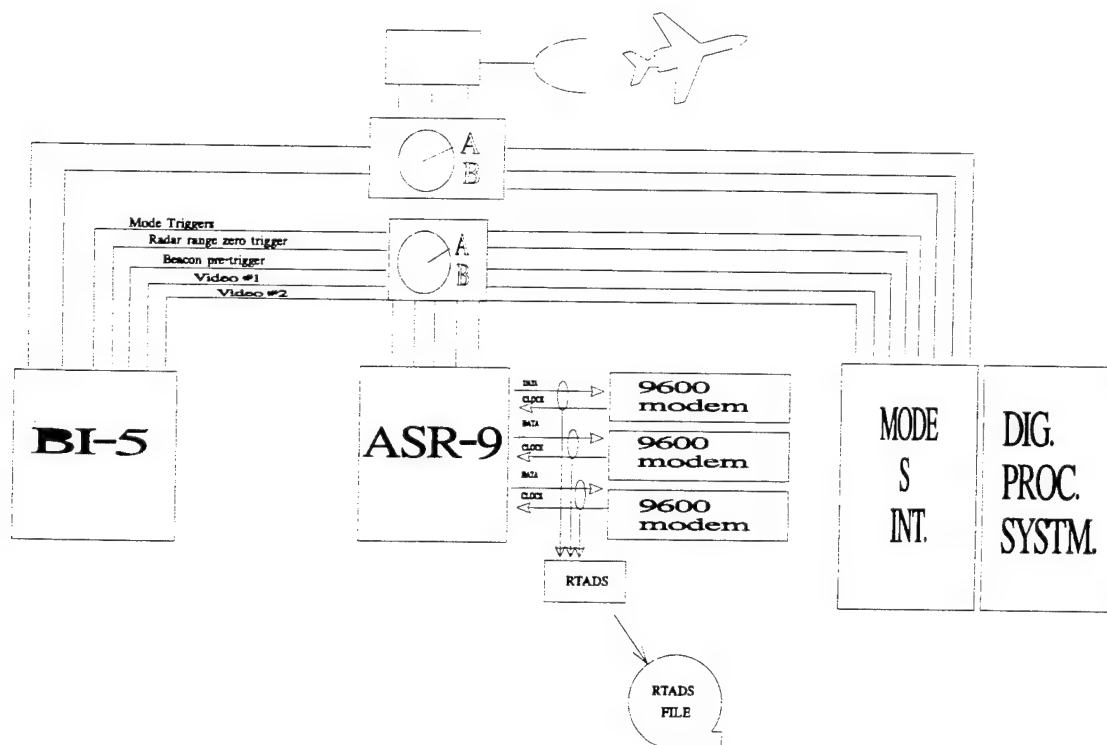 A
B
Mode Triggers
Radar range zero trigger
Beacon pre-trigger
Video #1
Video #2
A
B
BI-5
ASR-9
DATA
CLOCK
DATA
CLOCK
DATA
CLOCK
9600
modem
9600
modem
9600
modem
MODE
S
INT.
DIG.
PROC.
SYSTM.
RTADS
RTADS
FILE